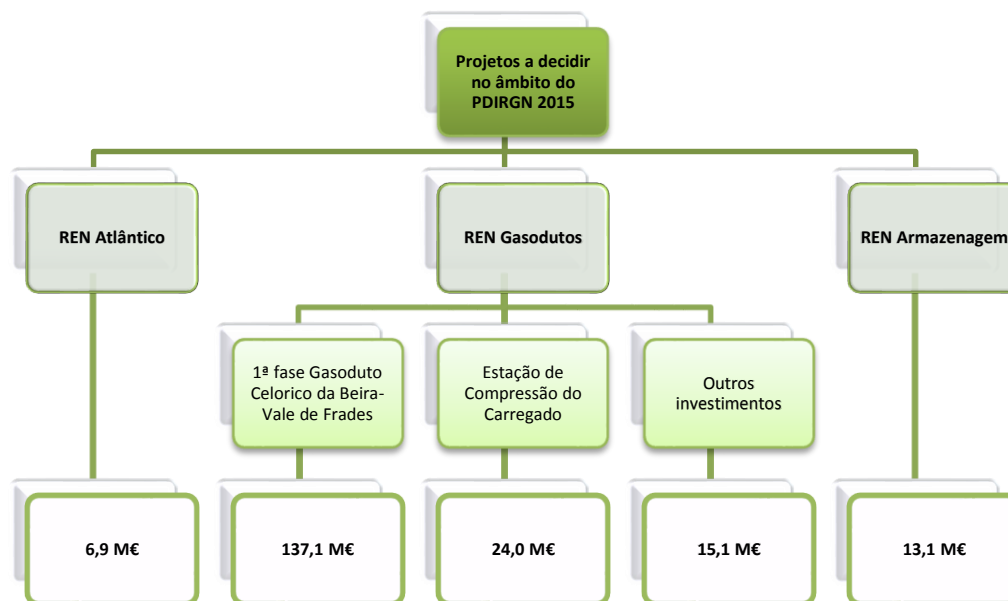 Projetos a decidir
no âmbito do
PDIRGN 2015
REN Atlântico
REN Gasodutos
REN Armazenagem
1ª fase Gasoduto
Celorico da Beira-
Vale de Frades
Estação de
Compressão do
Carregado
Outros
investimentos
6,9 M€
137,1 M€
24,0 M€
15,1 M€
13,1 M€